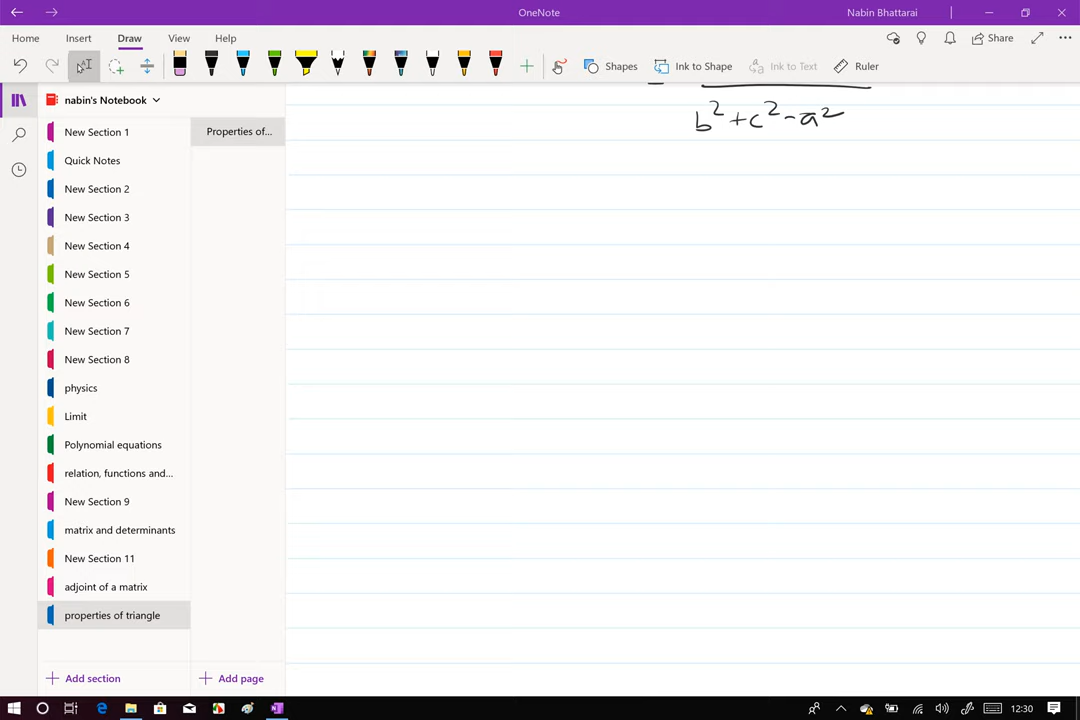 OneNote
Nabin Bhattarai
Home Insert Draw View Help
Share
Shapes Ink to Shape Ink to Text Ruler
nabin's Notebook
New Section 1
Quick Notes
New Section 2
New Section 3
New Section 4
New Section 5
New Section 6
New Section 7
New Section 8
physics
Limit
Polynomial equations
relation, functions and...
New Section 9
matrix and determinants
New Section 11
adjoint of a matrix
properties of triangle
Add section
Properties of...
Add page
b²+c²-a²
12:30